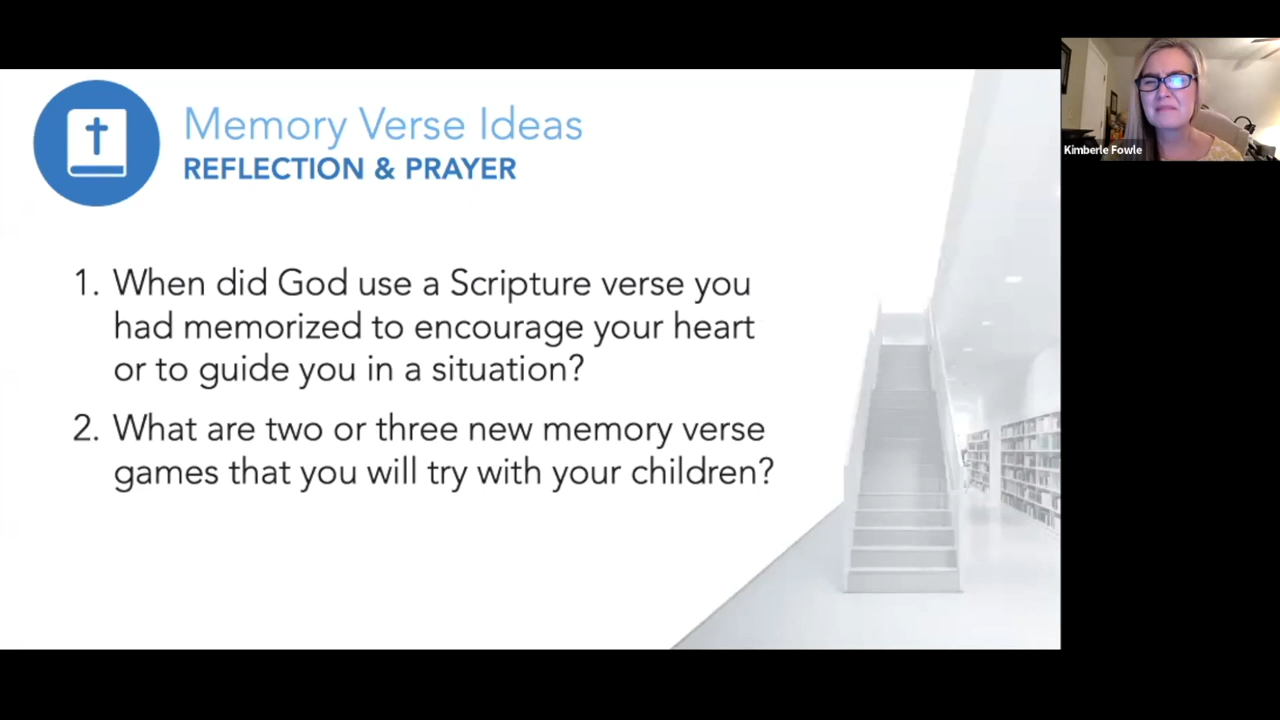 Memory Verse Ideas
REFLECTION & PRAYER
1. When did God use a Scripture verse you
had memorized to encourage your heart
or to guide you in a situation?
2. What are two or three new memory verse
games that you will try with your children?
Kimberle Fowle